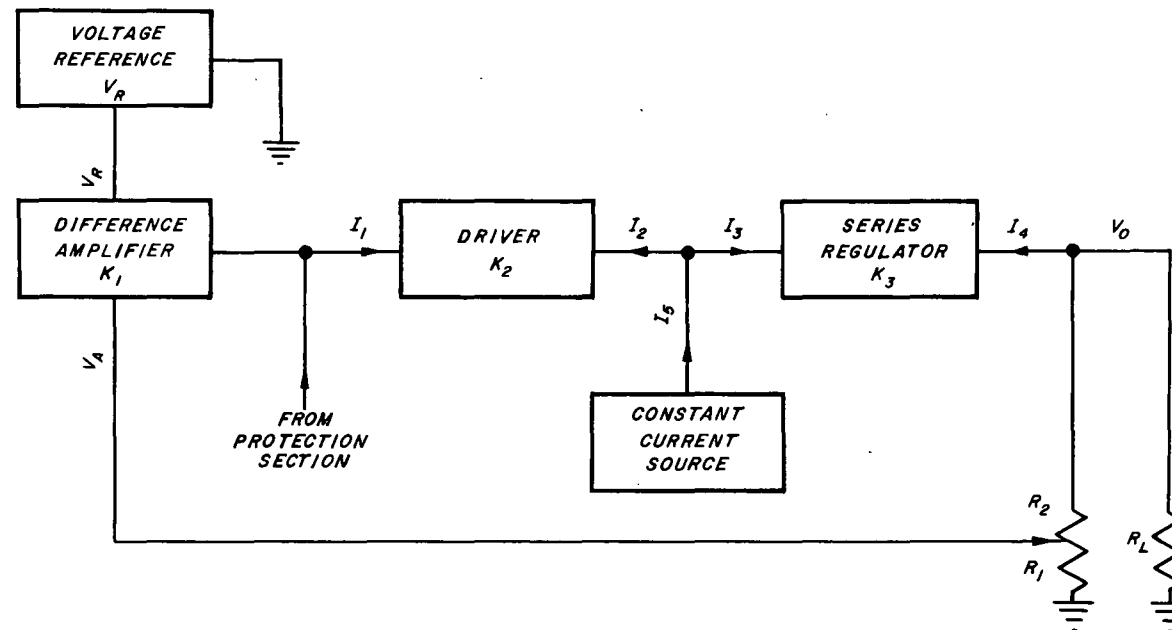 VOLTAGE
REFERENCE
V_R
V_R
DIFFERENCE
AMPLIFIER
K_1
I_1
DRIVER
K_2
I_2
I_3
SERIES
REGULATOR
K_3
I_4
V_O
I_5
V_A
FROM
PROTECTION
SECTION
CONSTANT
CURRENT
SOURCE
R_2
R_1
R_L